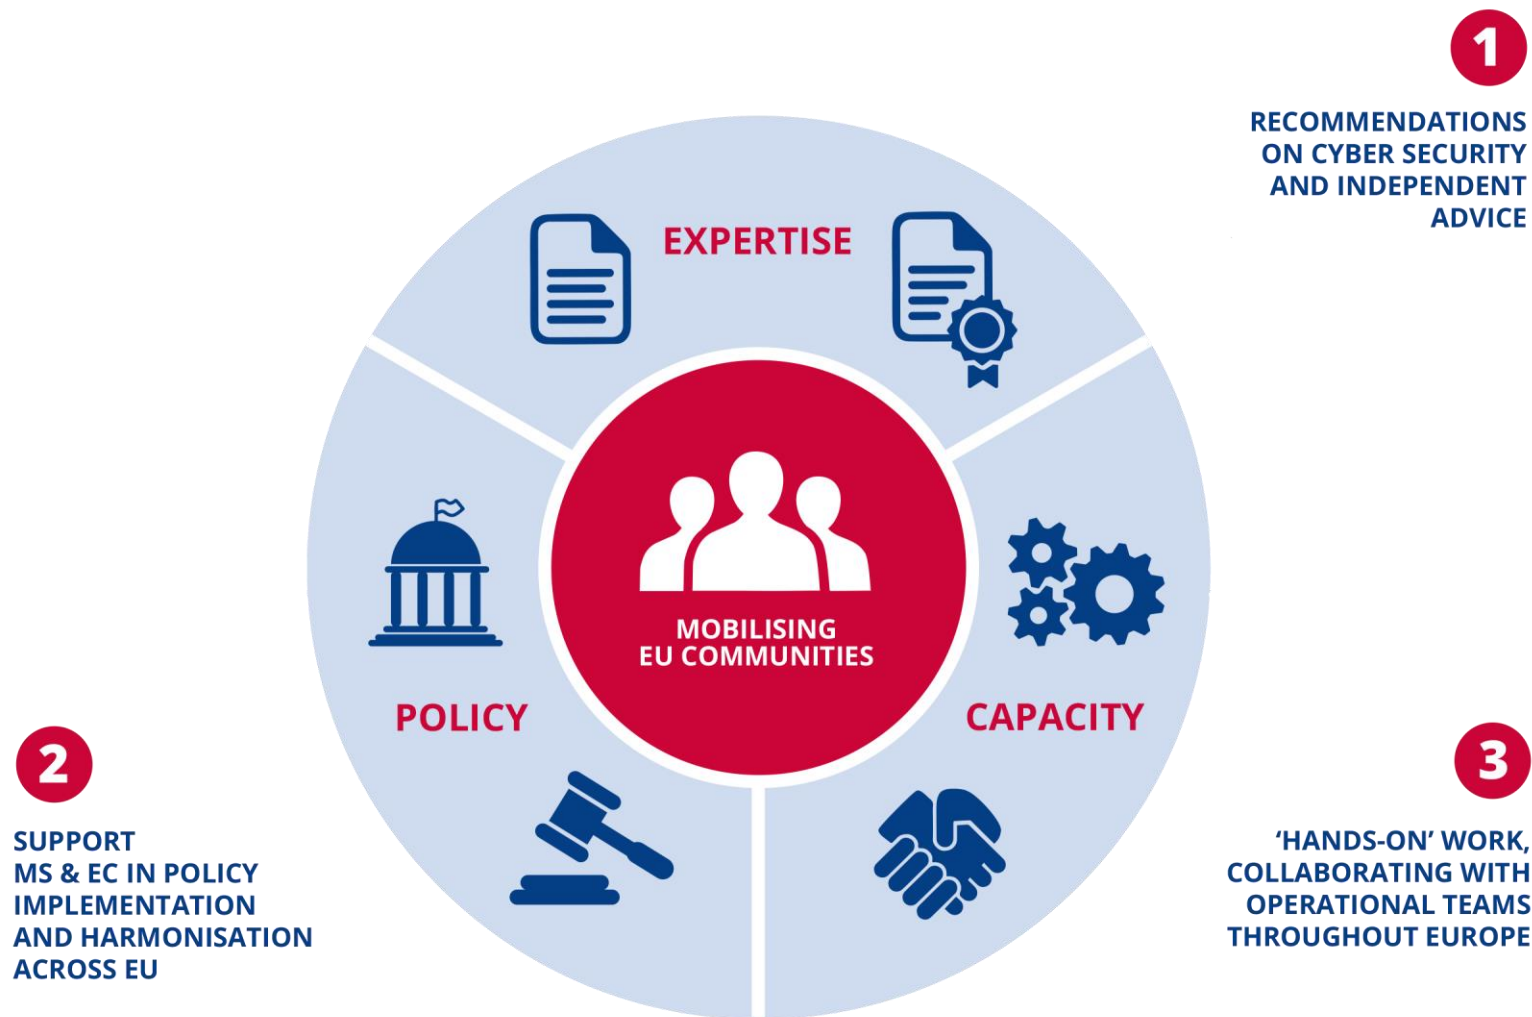 1
RECOMMENDATIONS
ON CYBER SECURITY
AND INDEPENDENT
ADVICE
EXPERTISE
MOBILISING
EU COMMUNITIES
POLICY
CAPACITY
2
SUPPORT
MS & EC IN POLICY
IMPLEMENTATION
AND HARMONISATION
ACROSS EU
3
‘HANDS-ON’ WORK,
COLLABORATING WITH
OPERATIONAL TEAMS
THROUGHOUT EUROPE